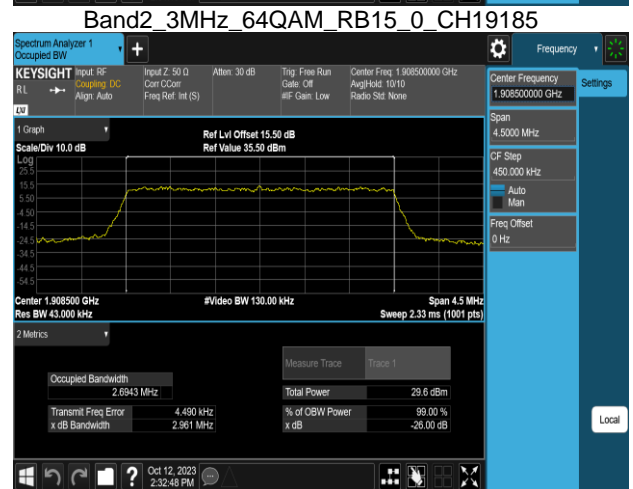 Band2_3MHz_64QAM_RB15_0_CH19185
Spectrum Analyzer 1
Occupied BW
+
Frequency
KEYSIGHT
RL
LXI
Input: RF
Coupling: DC
Align: Auto
Input Z: 50 Ω
Corr CCorr
Freq Ref: Int (S)
Atten: 30 dB
Trig: Free Run
Gate: Off
#IF Gain: Low
Center Freq: 1.908500000 GHz
Avg|Hold: 10/10
Radio Std: None
Center Frequency
1.908500000 GHz
Settings
Span
4.5000 MHz
CF Step
450.000 kHz
Auto
Man
Freq Offset
0 Hz
1 Graph
Scale/Div 10.0 dB
Ref Lvl Offset 15.50 dB
Ref Value 35.50 dBm
Log
25.5
15.5
5.50
-4.50
-14.5
-24.5
-34.5
-44.5
-54.5
Center 1.908500 GHz
Res BW 43.000 kHz
#Video BW 130.00 kHz
Span 4.5 MHz
Sweep 2.33 ms (1001 pts)
2 Metrics
Measure Trace Trace 1
Occupied Bandwidth
2.6943 MHz
Total Power 29.6 dBm
Transmit Freq Error 4.490 kHz
x dB Bandwidth 2.961 MHz
% of OBW Power 99.00 %
x dB -26.00 dB
Local
?
Oct 12, 2023
2:32:48 PM